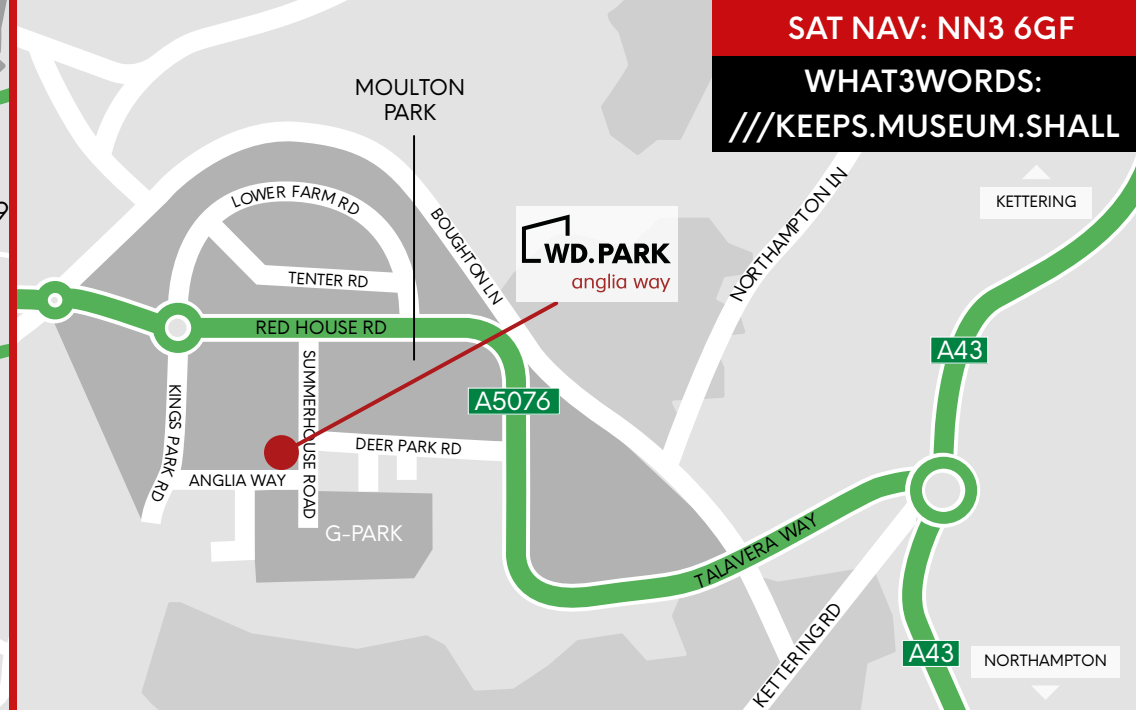 SAT NAV: NN3 6GF
WHAT3WORDS:
///KEEPS.MUSEUM.SHALL
MOULTON
PARK
KETTERING
LOWER FARM RD
BOUGHTON LN
NORTHAMPTON LN
WD.PARK
anglia way
TENTER RD
RED HOUSE RD
A43
A5076
SUMMERHOUSE ROAD
KINGS PARK RD
DEER PARK RD
ANGLIA WAY
G-PARK
TALAVERA WAY
KETTERING RD
A43
NORTHAMPTON